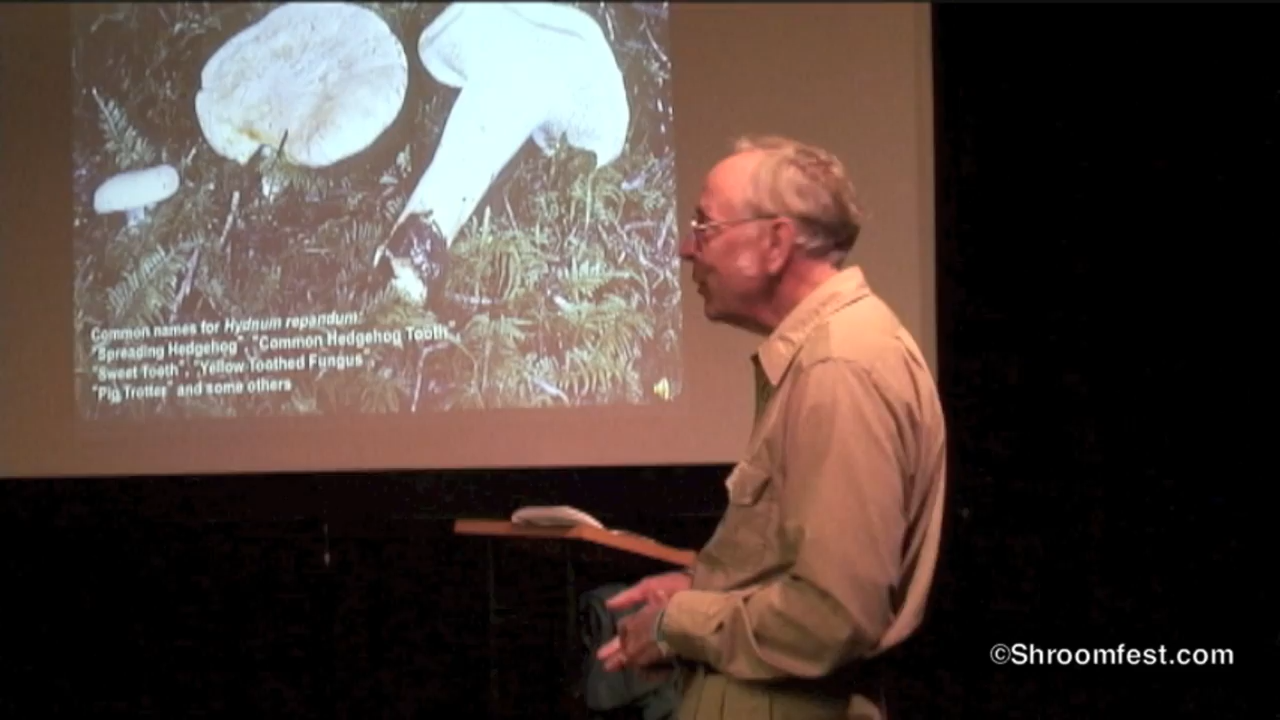 Common names for Hydnum repandum:
"Spreading Hedgehog", "Common Hedgehog Tooth",
"Sweet Tooth", "Yellow Toothed Fungus",
"Pig Trotter" and some others
©Shroomfest.com